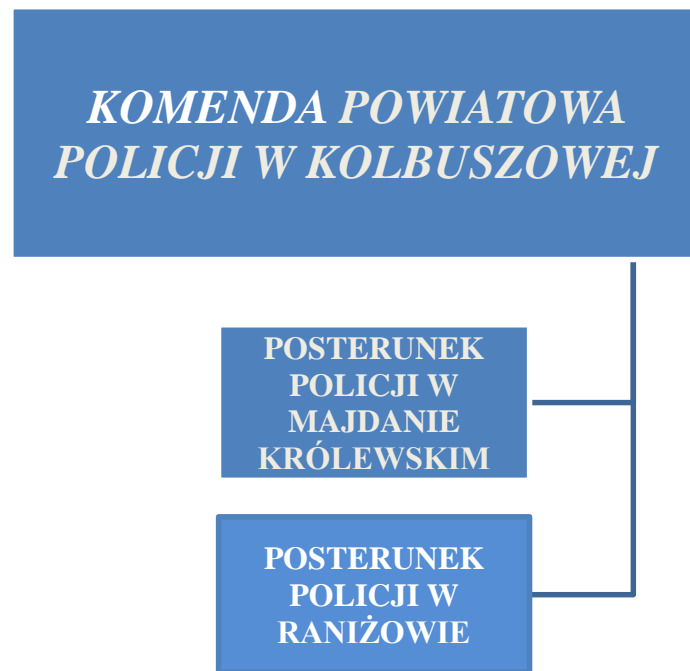 KOMENDA POWIATOWA
POLICJI W KOLBUSZOWEJ
POSTERUNEK
POLICJI W
MAJDANIE
KRÓLEWSKIM
POSTERUNEK
POLICJI W
RANIŻOWIE